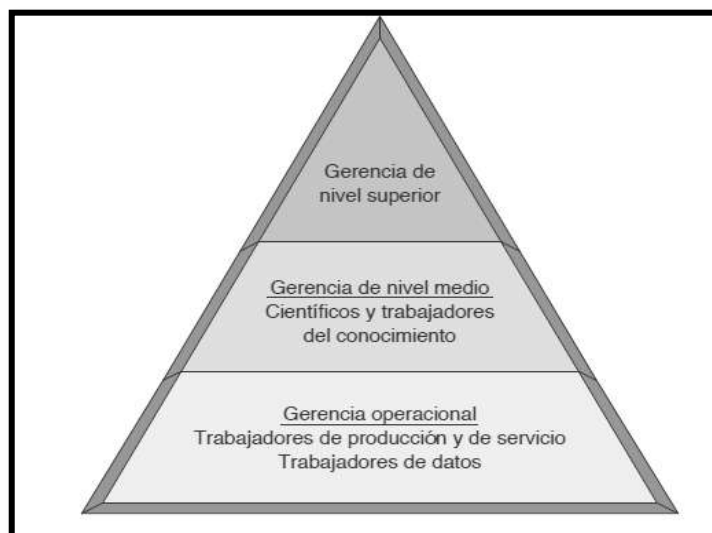 Gerencia de
nivel superior
Gerencia de nivel medio
Científicos y trabajadores
del conocimiento
Gerencia operacional
Trabajadores de producción y de servicio
Trabajadores de datos